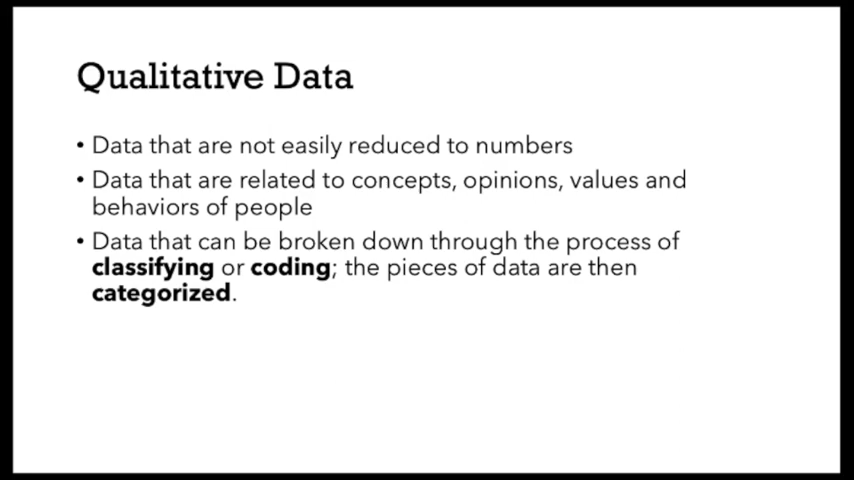 Qualitative Data
• Data that are not easily reduced to numbers
• Data that are related to concepts, opinions, values and
behaviors of people
• Data that can be broken down through the process of
classifying or coding; the pieces of data are then
categorized.